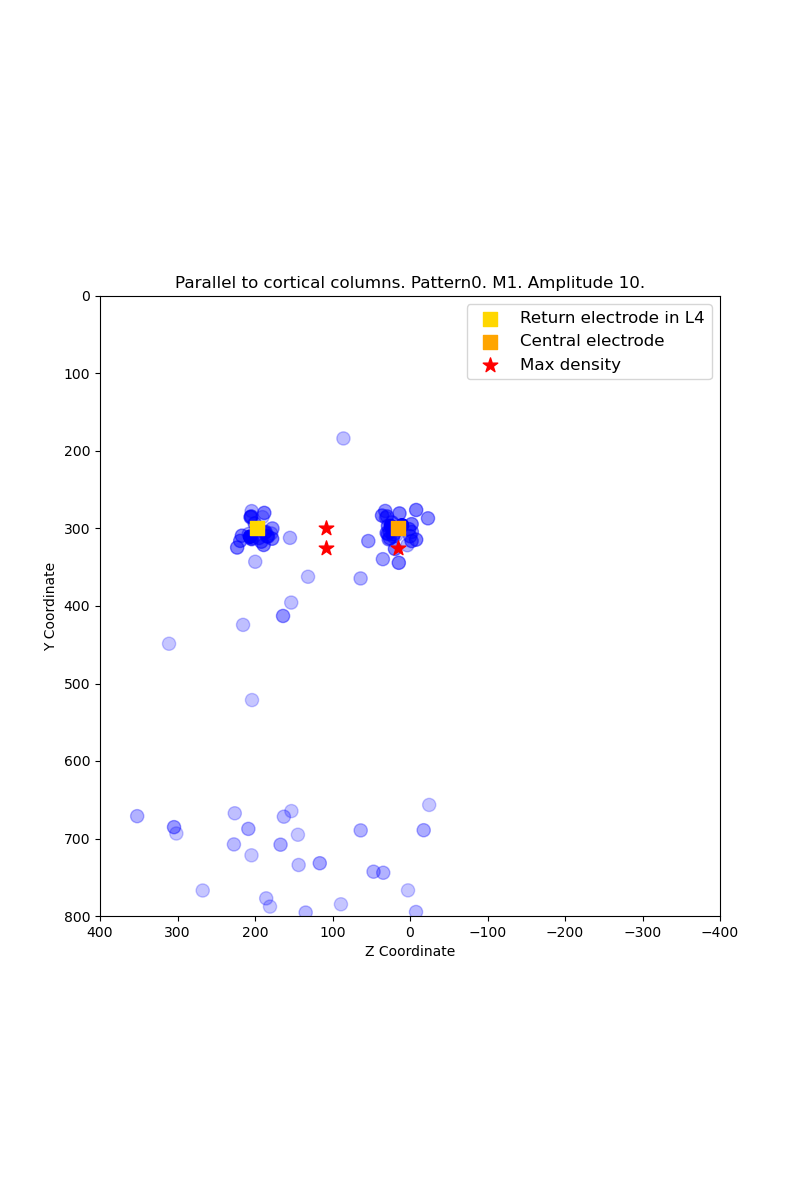 Parallel to cortical columns. Pattern0. M1. Amplitude 10.
Return electrode in L4
Central electrode
Max density
0
100
200
300
400
500
600
700
800
Y Coordinate
400 300 200 100 0 −100 −200 −300 −400
Z Coordinate